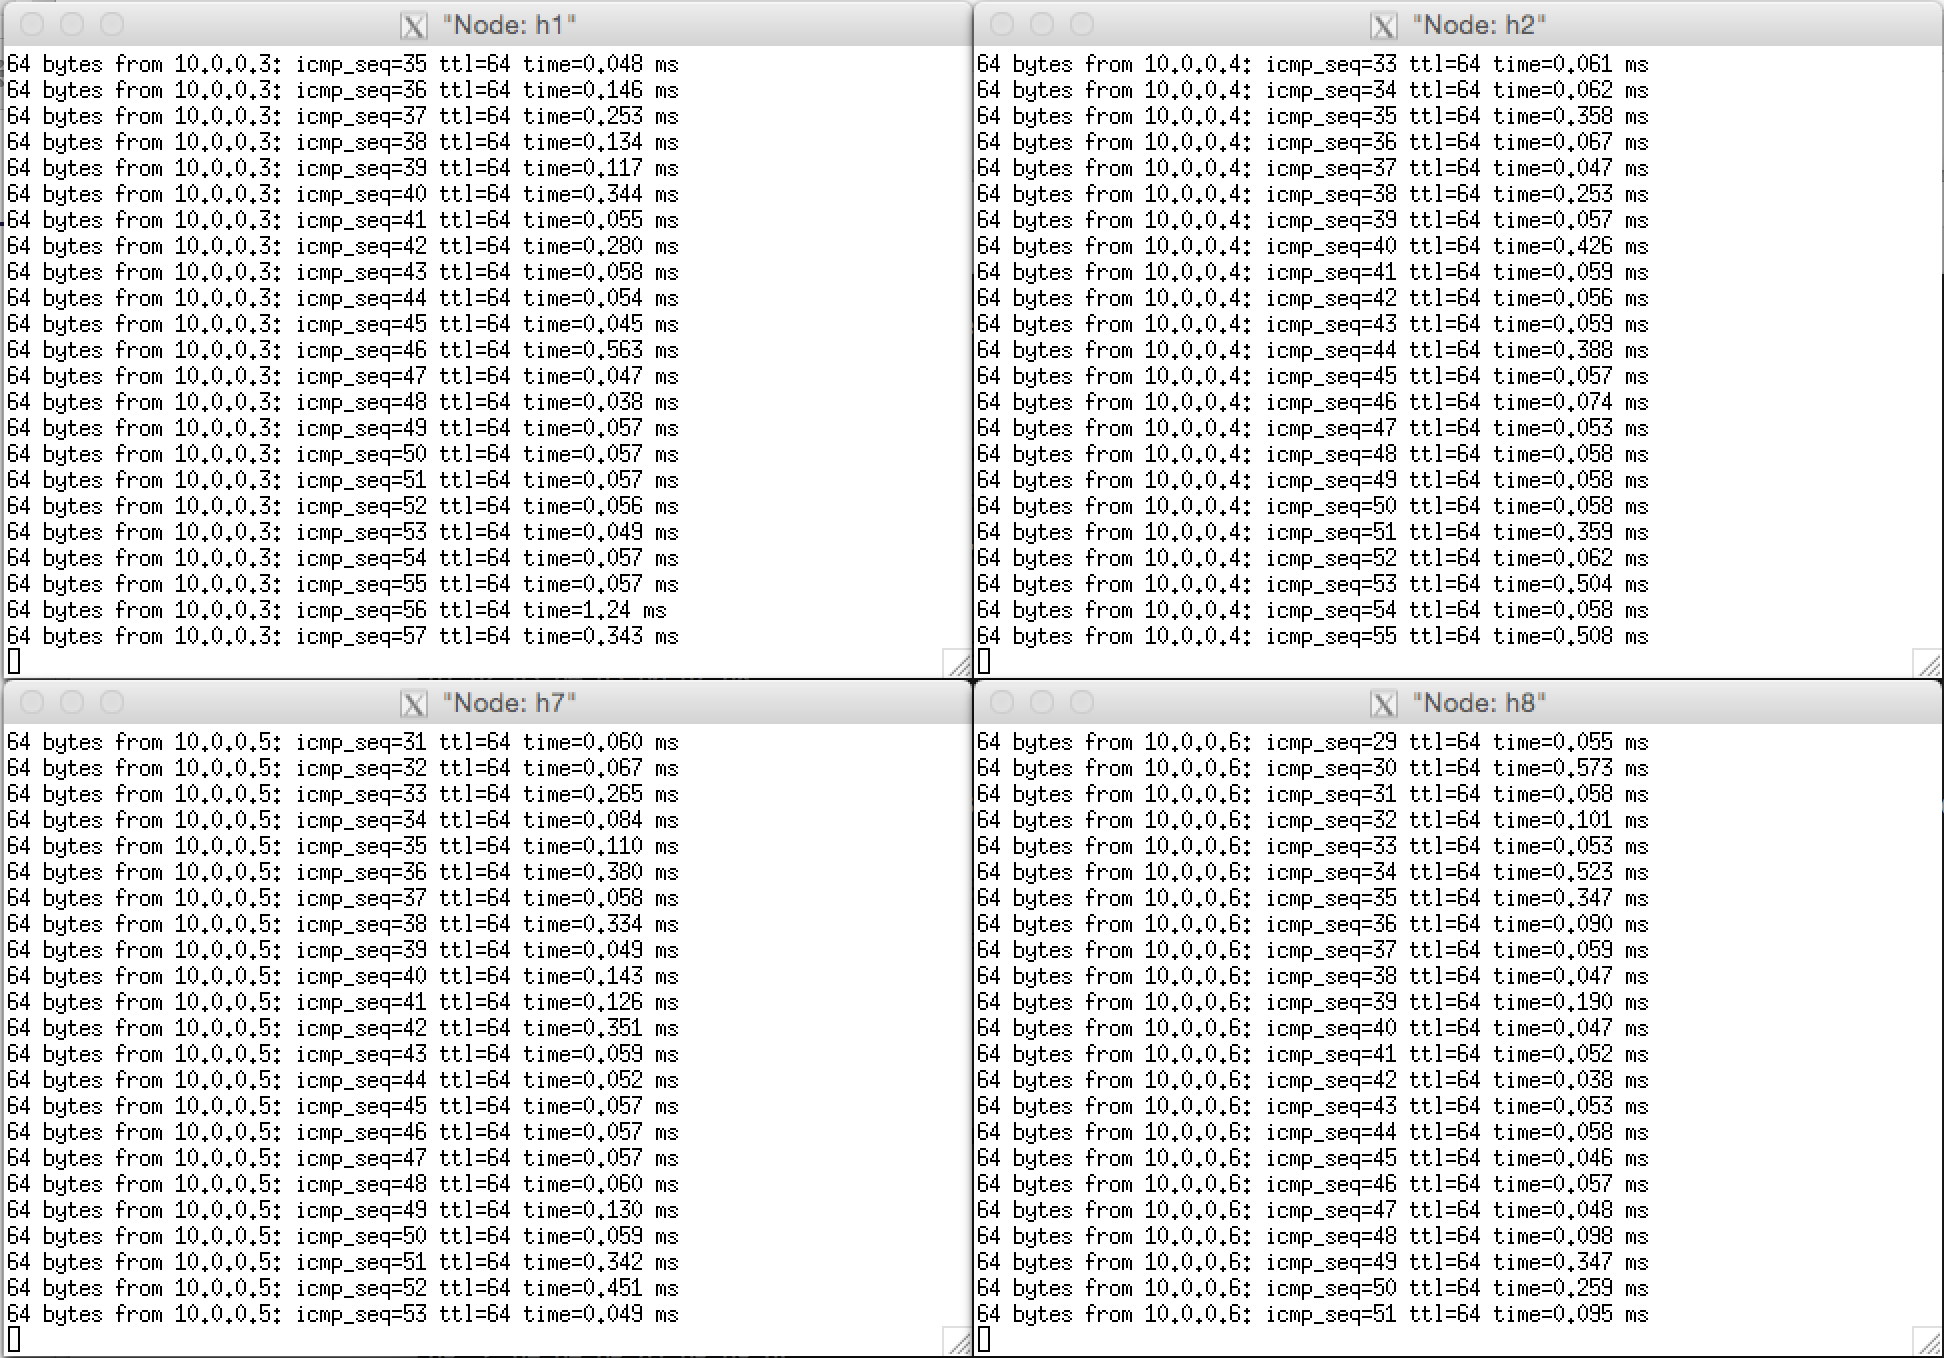 "Node: h1"
64 bytes from 10.0.0.3: icmp_seq=35 ttl=64 time=0.048 ms
64 bytes from 10.0.0.3: icmp_seq=36 ttl=64 time=0.146 ms
64 bytes from 10.0.0.3: icmp_seq=37 ttl=64 time=0.253 ms
64 bytes from 10.0.0.3: icmp_seq=38 ttl=64 time=0.134 ms
64 bytes from 10.0.0.3: icmp_seq=39 ttl=64 time=0.117 ms
64 bytes from 10.0.0.3: icmp_seq=40 ttl=64 time=0.344 ms
64 bytes from 10.0.0.3: icmp_seq=41 ttl=64 time=0.055 ms
64 bytes from 10.0.0.3: icmp_seq=42 ttl=64 time=0.280 ms
64 bytes from 10.0.0.3: icmp_seq=43 ttl=64 time=0.058 ms
64 bytes from 10.0.0.3: icmp_seq=44 ttl=64 time=0.054 ms
64 bytes from 10.0.0.3: icmp_seq=45 ttl=64 time=0.045 ms
64 bytes from 10.0.0.3: icmp_seq=46 ttl=64 time=0.563 ms
64 bytes from 10.0.0.3: icmp_seq=47 ttl=64 time=0.047 ms
64 bytes from 10.0.0.3: icmp_seq=48 ttl=64 time=0.038 ms
64 bytes from 10.0.0.3: icmp_seq=49 ttl=64 time=0.057 ms
64 bytes from 10.0.0.3: icmp_seq=50 ttl=64 time=0.057 ms
64 bytes from 10.0.0.3: icmp_seq=51 ttl=64 time=0.057 ms
64 bytes from 10.0.0.3: icmp_seq=52 ttl=64 time=0.056 ms
64 bytes from 10.0.0.3: icmp_seq=53 ttl=64 time=0.049 ms
64 bytes from 10.0.0.3: icmp_seq=54 ttl=64 time=0.057 ms
64 bytes from 10.0.0.3: icmp_seq=55 ttl=64 time=0.057 ms
64 bytes from 10.0.0.3: icmp_seq=56 ttl=64 time=1.24 ms
64 bytes from 10.0.0.3: icmp_seq=57 ttl=64 time=0.343 ms
"Node: h2"
64 bytes from 10.0.0.4: icmp_seq=33 ttl=64 time=0.061 ms
64 bytes from 10.0.0.4: icmp_seq=34 ttl=64 time=0.062 ms
64 bytes from 10.0.0.4: icmp_seq=35 ttl=64 time=0.358 ms
64 bytes from 10.0.0.4: icmp_seq=36 ttl=64 time=0.067 ms
64 bytes from 10.0.0.4: icmp_seq=37 ttl=64 time=0.047 ms
64 bytes from 10.0.0.4: icmp_seq=38 ttl=64 time=0.253 ms
64 bytes from 10.0.0.4: icmp_seq=39 ttl=64 time=0.057 ms
64 bytes from 10.0.0.4: icmp_seq=40 ttl=64 time=0.426 ms
64 bytes from 10.0.0.4: icmp_seq=41 ttl=64 time=0.059 ms
64 bytes from 10.0.0.4: icmp_seq=42 ttl=64 time=0.056 ms
64 bytes from 10.0.0.4: icmp_seq=43 ttl=64 time=0.059 ms
64 bytes from 10.0.0.4: icmp_seq=44 ttl=64 time=0.388 ms
64 bytes from 10.0.0.4: icmp_seq=45 ttl=64 time=0.057 ms
64 bytes from 10.0.0.4: icmp_seq=46 ttl=64 time=0.074 ms
64 bytes from 10.0.0.4: icmp_seq=47 ttl=64 time=0.053 ms
64 bytes from 10.0.0.4: icmp_seq=48 ttl=64 time=0.058 ms
64 bytes from 10.0.0.4: icmp_seq=49 ttl=64 time=0.058 ms
64 bytes from 10.0.0.4: icmp_seq=50 ttl=64 time=0.058 ms
64 bytes from 10.0.0.4: icmp_seq=51 ttl=64 time=0.359 ms
64 bytes from 10.0.0.4: icmp_seq=52 ttl=64 time=0.062 ms
64 bytes from 10.0.0.4: icmp_seq=53 ttl=64 time=0.504 ms
64 bytes from 10.0.0.4: icmp_seq=54 ttl=64 time=0.058 ms
64 bytes from 10.0.0.4: icmp_seq=55 ttl=64 time=0.508 ms
"Node: h7"
64 bytes from 10.0.0.5: icmp_seq=31 ttl=64 time=0.060 ms
64 bytes from 10.0.0.5: icmp_seq=32 ttl=64 time=0.067 ms
64 bytes from 10.0.0.5: icmp_seq=33 ttl=64 time=0.265 ms
64 bytes from 10.0.0.5: icmp_seq=34 ttl=64 time=0.084 ms
64 bytes from 10.0.0.5: icmp_seq=35 ttl=64 time=0.110 ms
64 bytes from 10.0.0.5: icmp_seq=36 ttl=64 time=0.380 ms
64 bytes from 10.0.0.5: icmp_seq=37 ttl=64 time=0.058 ms
64 bytes from 10.0.0.5: icmp_seq=38 ttl=64 time=0.334 ms
64 bytes from 10.0.0.5: icmp_seq=39 ttl=64 time=0.049 ms
64 bytes from 10.0.0.5: icmp_seq=40 ttl=64 time=0.143 ms
64 bytes from 10.0.0.5: icmp_seq=41 ttl=64 time=0.126 ms
64 bytes from 10.0.0.5: icmp_seq=42 ttl=64 time=0.351 ms
64 bytes from 10.0.0.5: icmp_seq=43 ttl=64 time=0.059 ms
64 bytes from 10.0.0.5: icmp_seq=44 ttl=64 time=0.052 ms
64 bytes from 10.0.0.5: icmp_seq=45 ttl=64 time=0.057 ms
64 bytes from 10.0.0.5: icmp_seq=46 ttl=64 time=0.057 ms
64 bytes from 10.0.0.5: icmp_seq=47 ttl=64 time=0.057 ms
64 bytes from 10.0.0.5: icmp_seq=48 ttl=64 time=0.060 ms
64 bytes from 10.0.0.5: icmp_seq=49 ttl=64 time=0.130 ms
64 bytes from 10.0.0.5: icmp_seq=50 ttl=64 time=0.059 ms
64 bytes from 10.0.0.5: icmp_seq=51 ttl=64 time=0.342 ms
64 bytes from 10.0.0.5: icmp_seq=52 ttl=64 time=0.451 ms
64 bytes from 10.0.0.5: icmp_seq=53 ttl=64 time=0.049 ms
"Node: h8"
64 bytes from 10.0.0.6: icmp_seq=29 ttl=64 time=0.055 ms
64 bytes from 10.0.0.6: icmp_seq=30 ttl=64 time=0.573 ms
64 bytes from 10.0.0.6: icmp_seq=31 ttl=64 time=0.058 ms
64 bytes from 10.0.0.6: icmp_seq=32 ttl=64 time=0.101 ms
64 bytes from 10.0.0.6: icmp_seq=33 ttl=64 time=0.053 ms
64 bytes from 10.0.0.6: icmp_seq=34 ttl=64 time=0.523 ms
64 bytes from 10.0.0.6: icmp_seq=35 ttl=64 time=0.347 ms
64 bytes from 10.0.0.6: icmp_seq=36 ttl=64 time=0.090 ms
64 bytes from 10.0.0.6: icmp_seq=37 ttl=64 time=0.059 ms
64 bytes from 10.0.0.6: icmp_seq=38 ttl=64 time=0.047 ms
64 bytes from 10.0.0.6: icmp_seq=39 ttl=64 time=0.190 ms
64 bytes from 10.0.0.6: icmp_seq=40 ttl=64 time=0.047 ms
64 bytes from 10.0.0.6: icmp_seq=41 ttl=64 time=0.052 ms
64 bytes from 10.0.0.6: icmp_seq=42 ttl=64 time=0.038 ms
64 bytes from 10.0.0.6: icmp_seq=43 ttl=64 time=0.053 ms
64 bytes from 10.0.0.6: icmp_seq=44 ttl=64 time=0.058 ms
64 bytes from 10.0.0.6: icmp_seq=45 ttl=64 time=0.046 ms
64 bytes from 10.0.0.6: icmp_seq=46 ttl=64 time=0.057 ms
64 bytes from 10.0.0.6: icmp_seq=47 ttl=64 time=0.048 ms
64 bytes from 10.0.0.6: icmp_seq=48 ttl=64 time=0.098 ms
64 bytes from 10.0.0.6: icmp_seq=49 ttl=64 time=0.347 ms
64 bytes from 10.0.0.6: icmp_seq=50 ttl=64 time=0.259 ms
64 bytes from 10.0.0.6: icmp_seq=51 ttl=64 time=0.095 ms